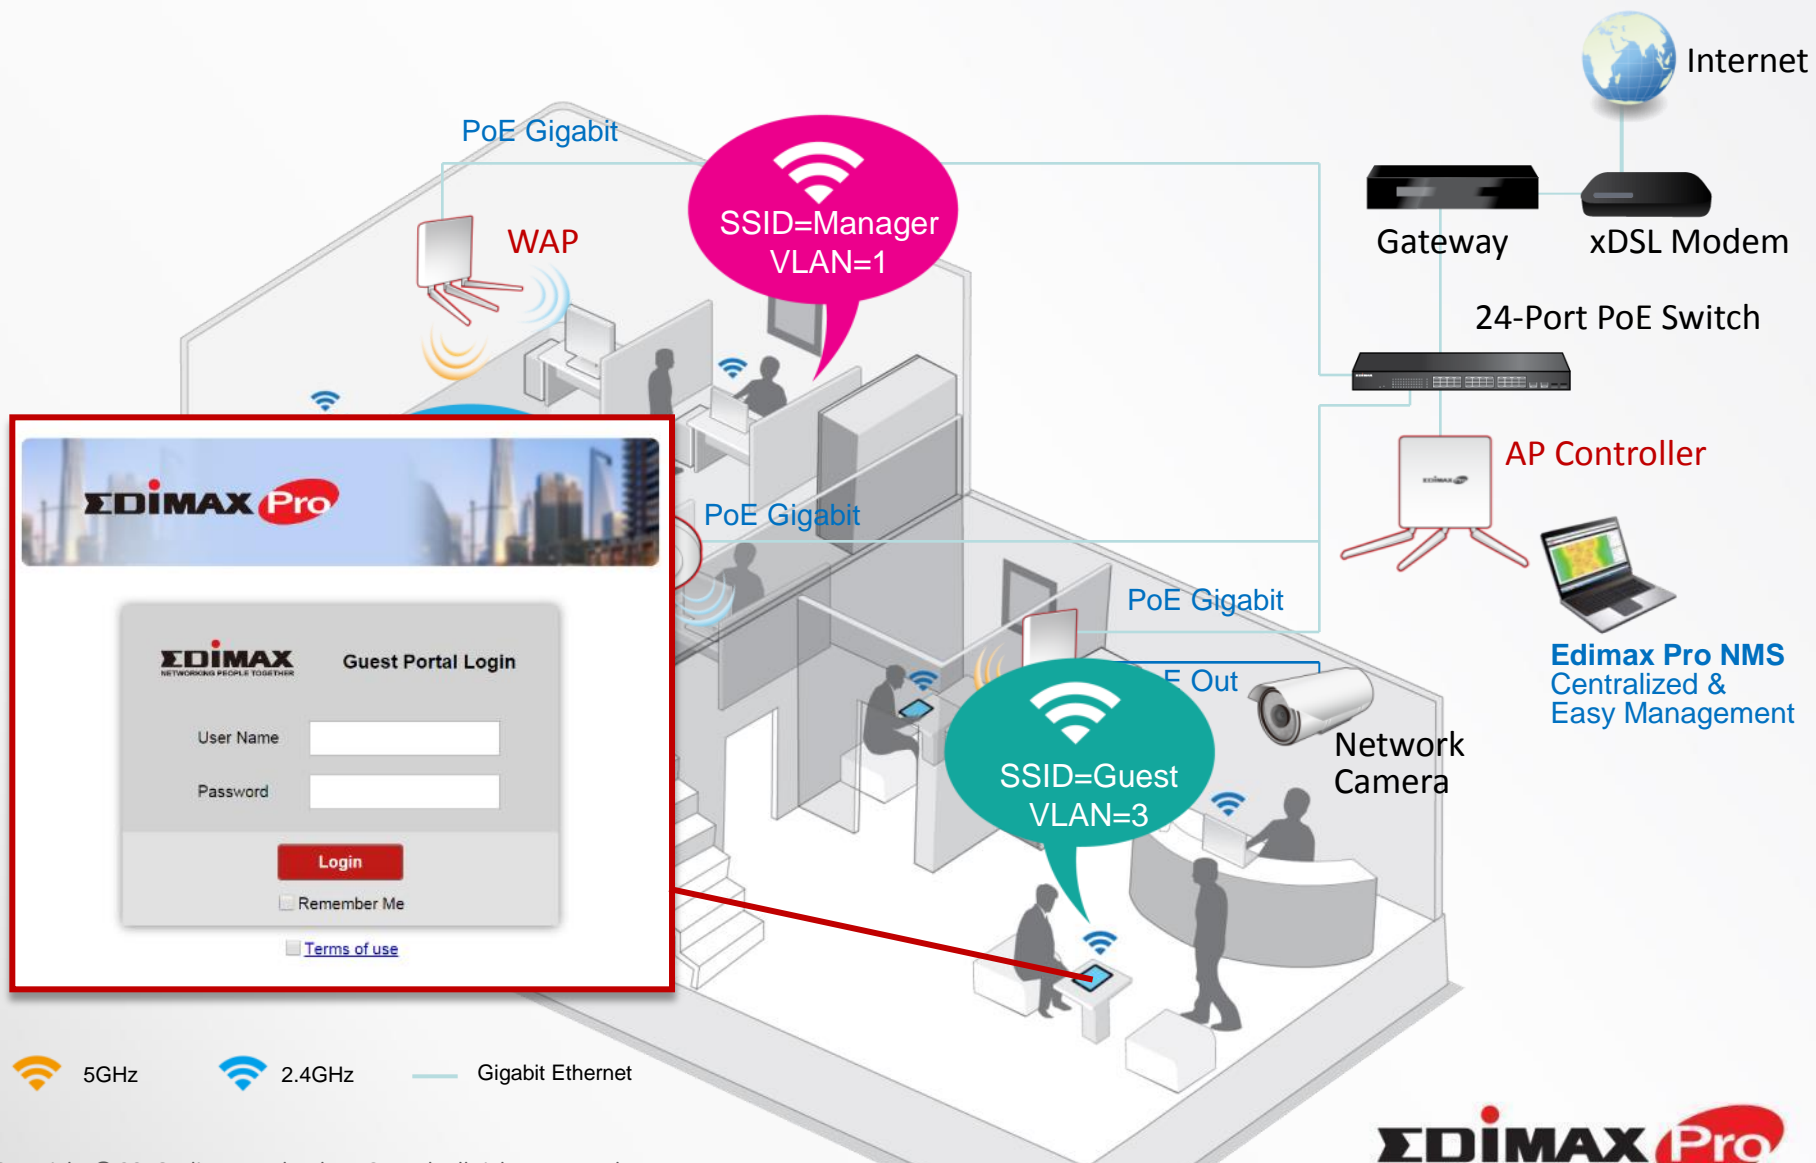 Internet
PoE Gigabit
SSID=Manager
VLAN=1
WAP
Gateway
xDSL Modem
24-Port PoE Switch
EDIMAX Pro
AP Controller
EDIMAX Pro
PoE Gigabit
PoE Gigabit
E Out
Edimax Pro NMS
Centralized &
Easy Management
EDIMAX
NETWORKING PEOPLE TOGETHER
Guest Portal Login
User Name
Password
Login
Remember Me
Terms of use
SSID=Guest
VLAN=3
Network
Camera
5GHz
2.4GHz
Gigabit Ethernet
EDIMAX Pro